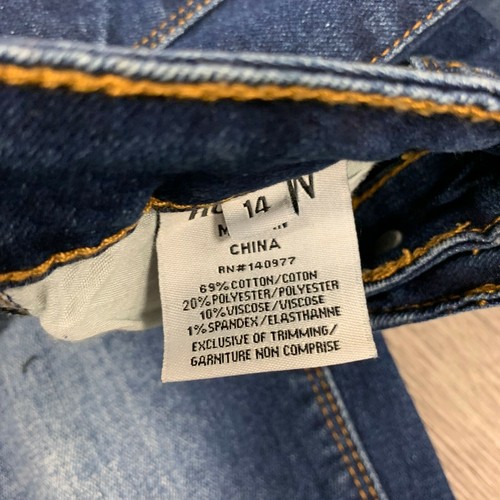 14
CHINA
RN#140977
69% COTTON/COTON
20% POLYESTER/POLYESTER
10% VISCOSE/VISCOSE
1% SPANDEX/ELASTHANNE
EXCLUSIVE OF TRIMMING/
GARNITURE NON COMPRISE